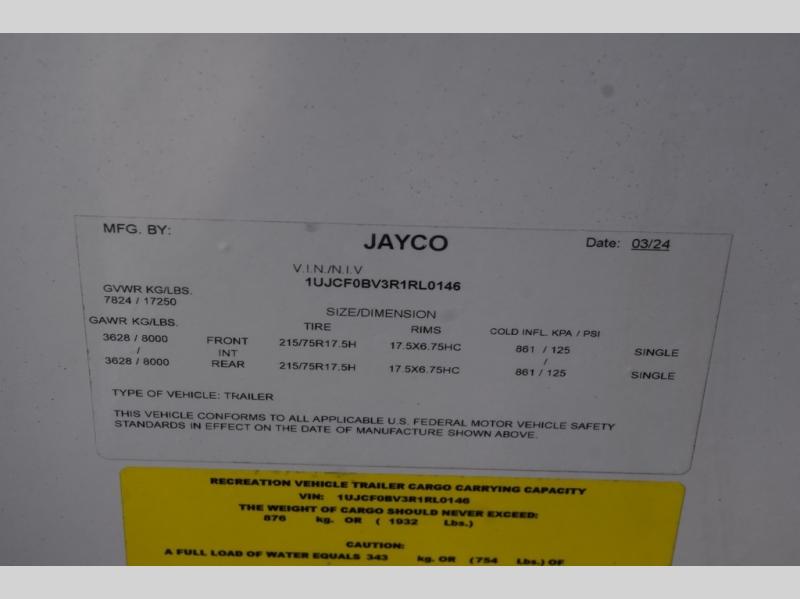 MFG. BY: JAYCO Date: 03/24
V.I.N./N.I.V
GVWR KG/LBS. 1UJCF0BV3R1RL0146
7824 / 17250
SIZE/DIMENSION
GAWR KG/LBS. TIRE RIMS COLD INFL. KPA / PSI
3628 / 8000 FRONT 215/75R17.5H 17.5X6.75HC 861 / 125 SINGLE
/ INT /
3628 / 8000 REAR 215/75R17.5H 17.5X6.75HC 861 / 125 SINGLE
TYPE OF VEHICLE: TRAILER
THIS VEHICLE CONFORMS TO ALL APPLICABLE U.S. FEDERAL MOTOR VEHICLE SAFETY
STANDARDS IN EFFECT ON THE DATE OF MANUFACTURE SHOWN ABOVE.
RECREATION VEHICLE TRAILER CARGO CARRYING CAPACITY
VIN: 1UJCF0BV3R1RL0146
THE WEIGHT OF CARGO SHOULD NEVER EXCEED:
876 kg. OR ( 1932 Lbs.)
CAUTION:
A FULL LOAD OF WATER EQUALS 343 kg. OR (754 Lbs.) OF